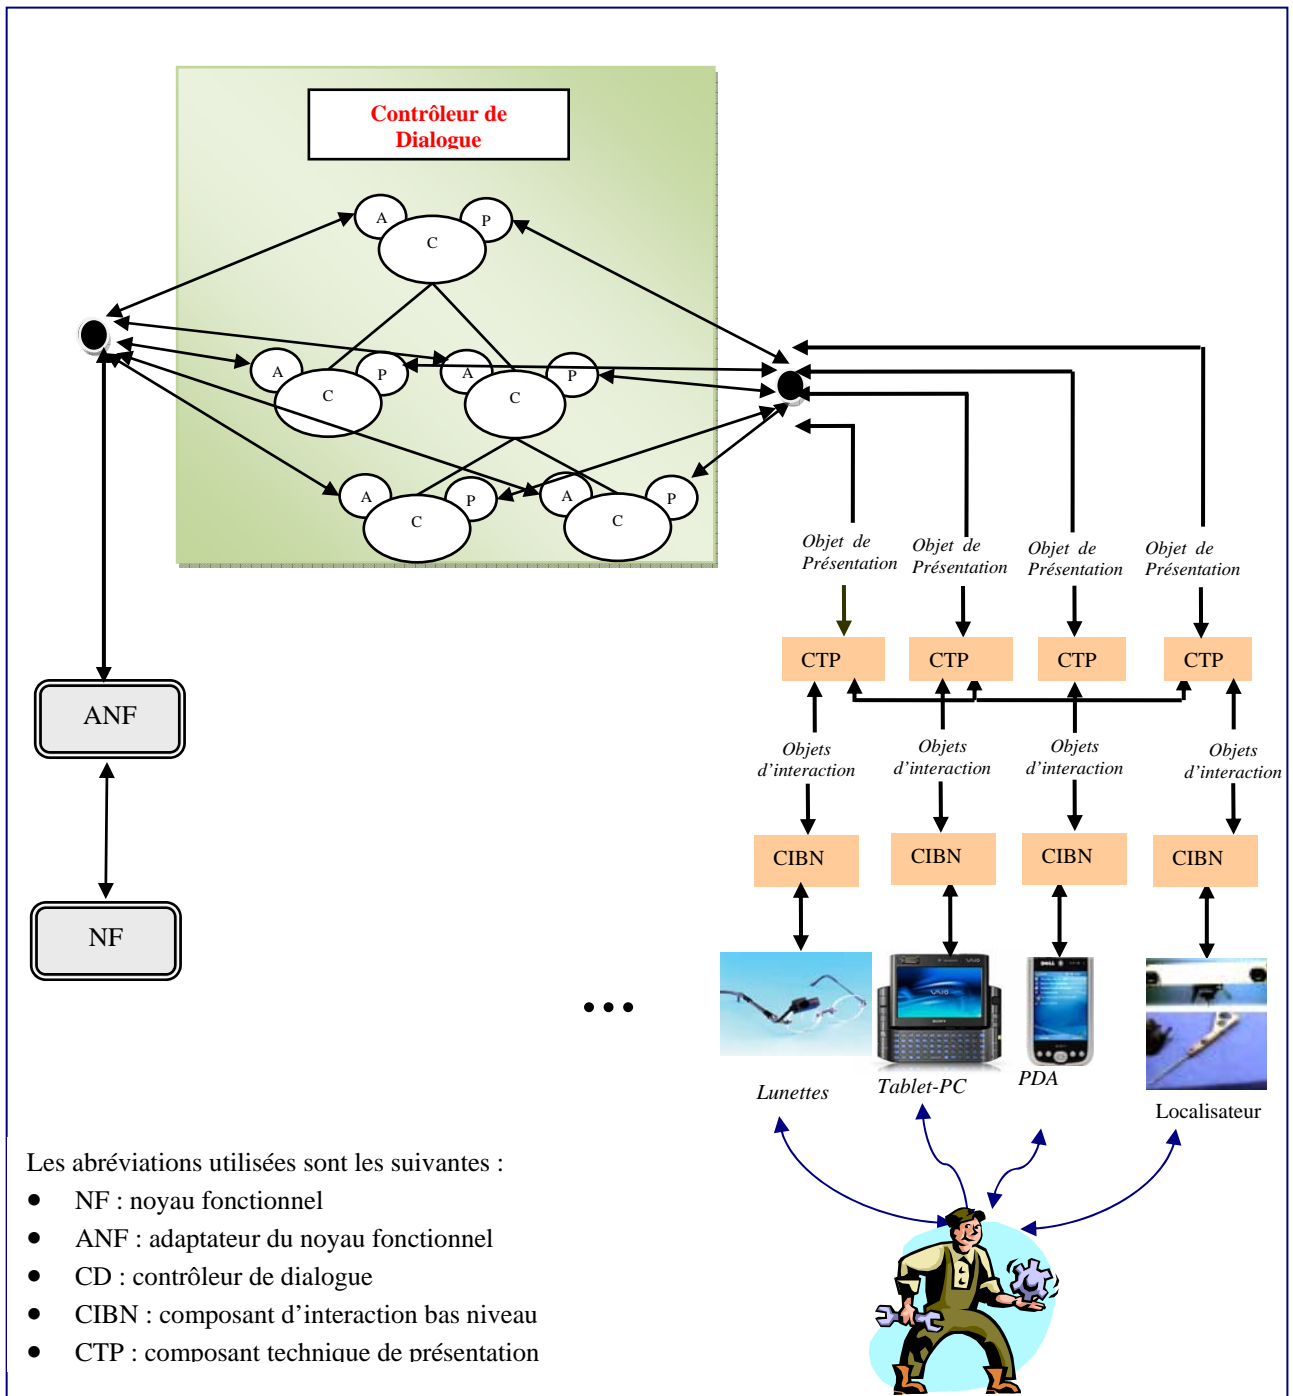 Contrôleur de
Dialogue
A
P
C
A
P
A
P
C
C
A
P
A
P
C
C
Objet de
Présentation
Objet de
Présentation
Objet de
Présentation
Objet de
Présentation
CTP
CTP
CTP
CTP
ANF
Objets
d’interaction
Objets
d’interaction
Objets
d’interaction
Objets
d’interaction
CIBN
CIBN
CIBN
CIBN
NF
VAIO
SONY
DELL
...
Lunettes
Tablet-PC
PDA
Localisateur
Les abréviations utilisées sont les suivantes :
• NF : noyau fonctionnel
• ANF : adaptateur du noyau fonctionnel
• CD : contrôleur de dialogue
• CIBN : composant d’interaction bas niveau
• CTP : composant technique de présentation